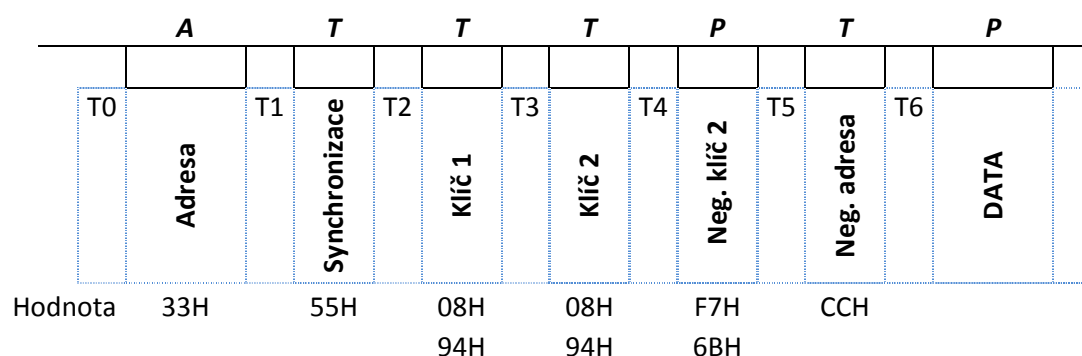 A T T T P T P
T0 T1 T2 T3 T4 T5 T6
Adresa
Synchronizace
Klíč 1
Klíč 2
Neg. klíč 2
Neg. adresa
DATA
Hodnota 33H 55H 08H 08H F7H CCH
94H 94H 6BH